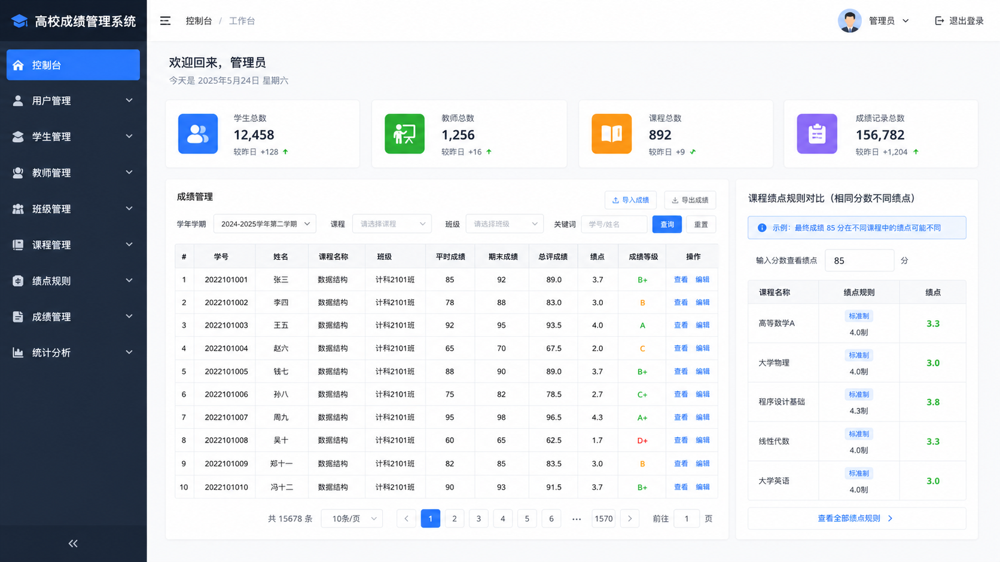 高校成绩管理系统
控制台 / 工作台
管理员
退出登录
控制台
用户管理
学生管理
教师管理
班级管理
课程管理
绩点规则
成绩管理
统计分析
欢迎回来，管理员
今天是 2025年5月24日 星期六
学生总数
12,458
较昨日 +128
教师总数
1,256
较昨日 +16
课程总数
892
较昨日 +9
成绩记录总数
156,782
较昨日 +1,204
成绩管理
导入成绩 导出成绩
学年学期 2024-2025学年第二学期 课程 请选择课程 班级 请选择班级 关键词 学号/姓名 查询 重置
# 学号 姓名 课程名称 班级 平时成绩 期末成绩 总评成绩 绩点 成绩等级 操作
1 2022101001 张三 数据结构 计科2101班 85 92 89.0 3.7 B+ 查看 编辑
2 2022101002 李四 数据结构 计科2101班 78 88 83.0 3.0 B 查看 编辑
3 2022101003 王五 数据结构 计科2101班 92 95 93.5 4.0 A 查看 编辑
4 2022101004 赵六 数据结构 计科2101班 65 70 67.5 2.0 C 查看 编辑
5 2022101005 钱七 数据结构 计科2101班 88 90 89.0 3.7 B+ 查看 编辑
6 2022101006 孙八 数据结构 计科2101班 75 82 78.5 2.7 C+ 查看 编辑
7 2022101007 周九 数据结构 计科2101班 95 98 96.5 4.3 A+ 查看 编辑
8 2022101008 吴十 数据结构 计科2101班 60 65 62.5 1.7 D+ 查看 编辑
9 2022101009 郑十一 数据结构 计科2101班 82 85 83.5 3.0 B 查看 编辑
10 2022101010 冯十二 数据结构 计科2101班 90 93 91.5 3.7 B+ 查看 编辑
共 15678 条 10条/页 1 2 3 4 5 6 ··· 1570 前往 1 页
课程绩点规则对比（相同分数不同绩点）
示例：最终成绩 85 分在不同课程中的绩点可能不同
输入分数查看绩点 85 分
课程名称 绩点规则 绩点
高等数学A 标准制 4.0制 3.3
大学物理 标准制 4.0制 3.0
程序设计基础 标准制 4.3制 3.8
线性代数 标准制 4.0制 3.3
大学英语 标准制 4.0制 3.0
查看全部绩点规则